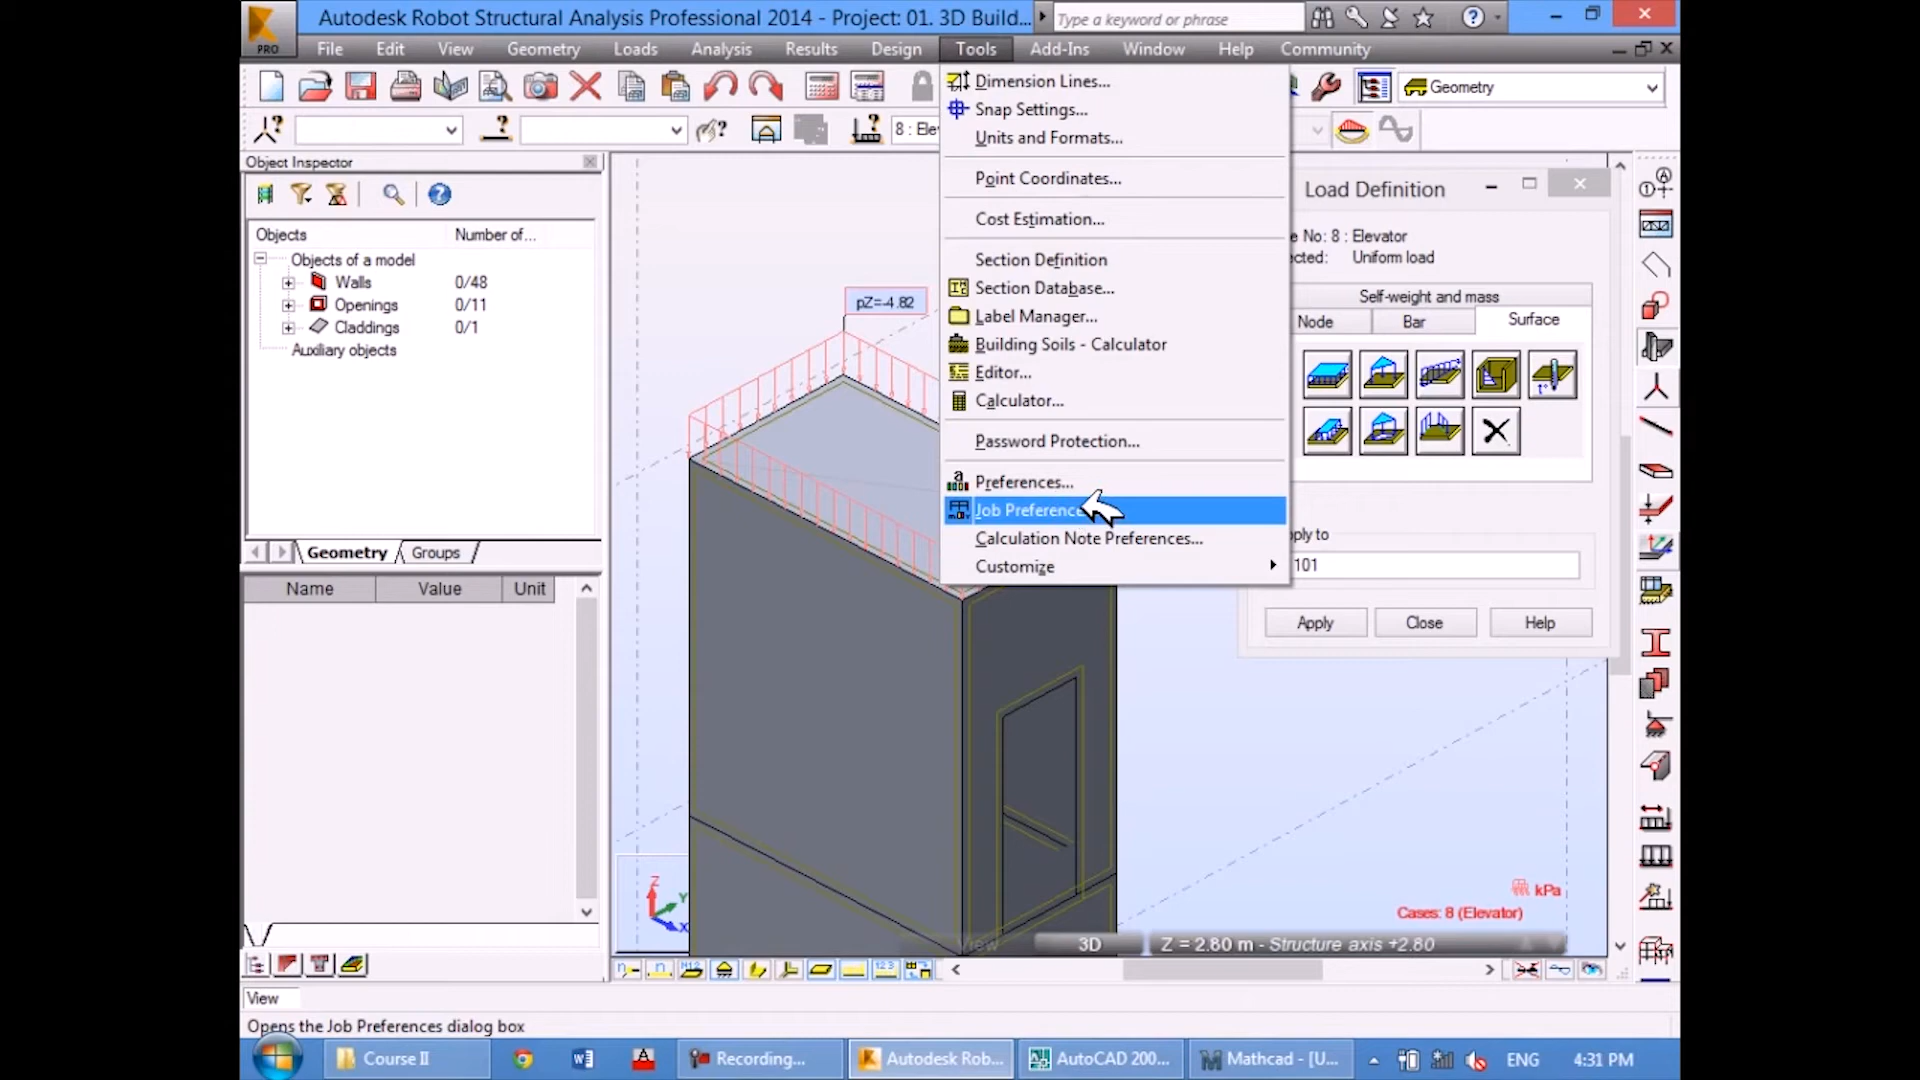 Autodesk Robot Structural Analysis Professional 2014 - Project: 01. 3D Build...
Type a keyword or phrase
PRO
File Edit View Geometry Loads Analysis Results Design Tools Add-Ins Window Help Community
Geometry
8 : Ele
Object Inspector
Objects Number of...
Objects of a model
Walls 0/48
Openings 0/11
Claddings 0/1
Auxiliary objects
Geometry Groups
Name Value Unit
Dimension Lines...
Snap Settings...
Units and Formats...
Point Coordinates...
Cost Estimation...
Section Definition
Section Database...
Label Manager...
Building Soils - Calculator
Editor...
Calculator...
Password Protection...
Preferences...
Job Preference
Calculation Note Preferences...
Customize
pZ=-4.82
Load Definition
e No: 8 : Elevator
ected: Uniform load
Self-weight and mass
Node Bar Surface
pply to
101
Apply Close Help
kPa
Cases: 8 (Elevator)
Z
Y
X
View
3D
Z = 2.80 m - Structure axis +2.80
View
Opens the Job Preferences dialog box
Course II
Recording...
Autodesk Rob...
AutoCAD 200...
Mathcad - [U...
ENG
4:31 PM